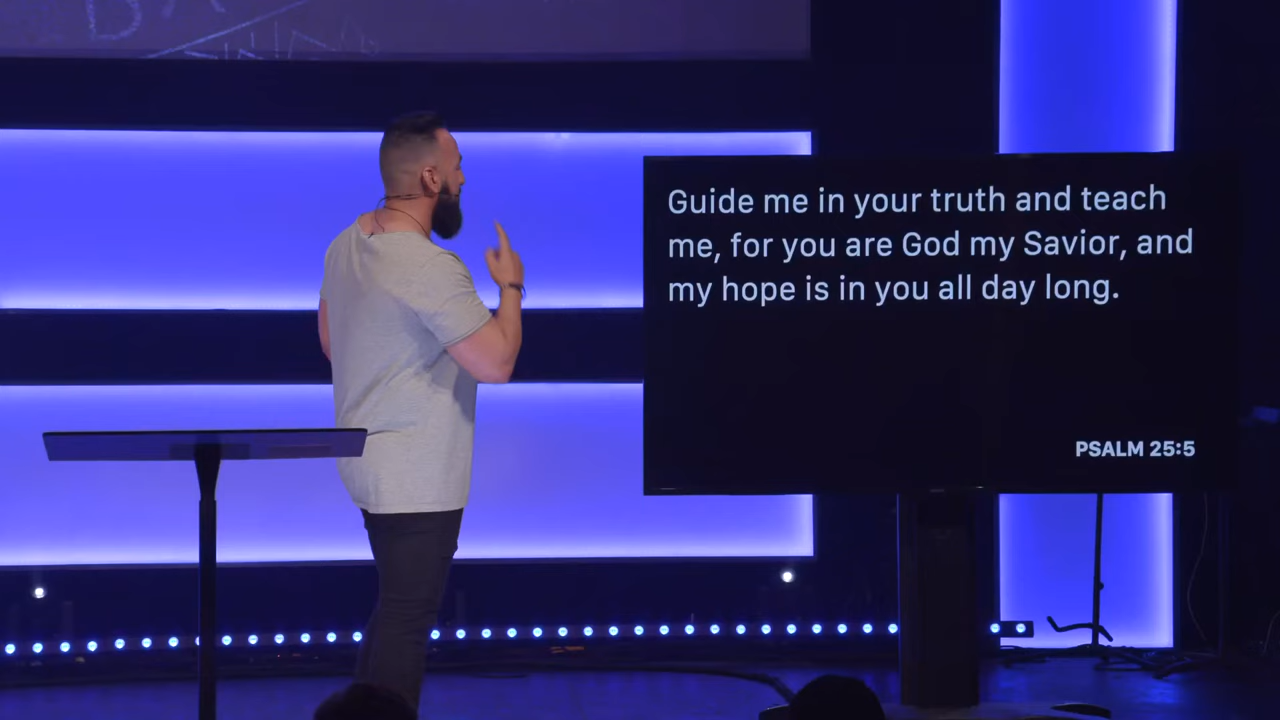 Guide me in your truth and teach
me, for you are God my Savior, and
my hope is in you all day long.
PSALM 25:5